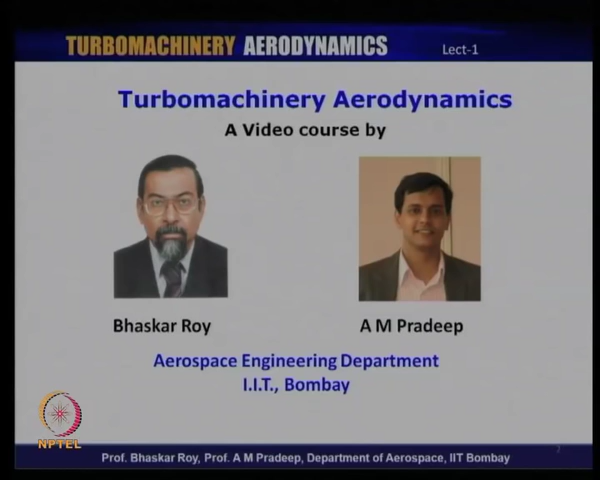 TURBOMACHINERY AERODYNAMICS Lect-1
Turbomachinery Aerodynamics
A Video course by
Bhaskar Roy A M Pradeep
Aerospace Engineering Department
I.I.T., Bombay
NPTEL
Prof. Bhaskar Roy, Prof. A M Pradeep, Department of Aerospace, IIT Bombay